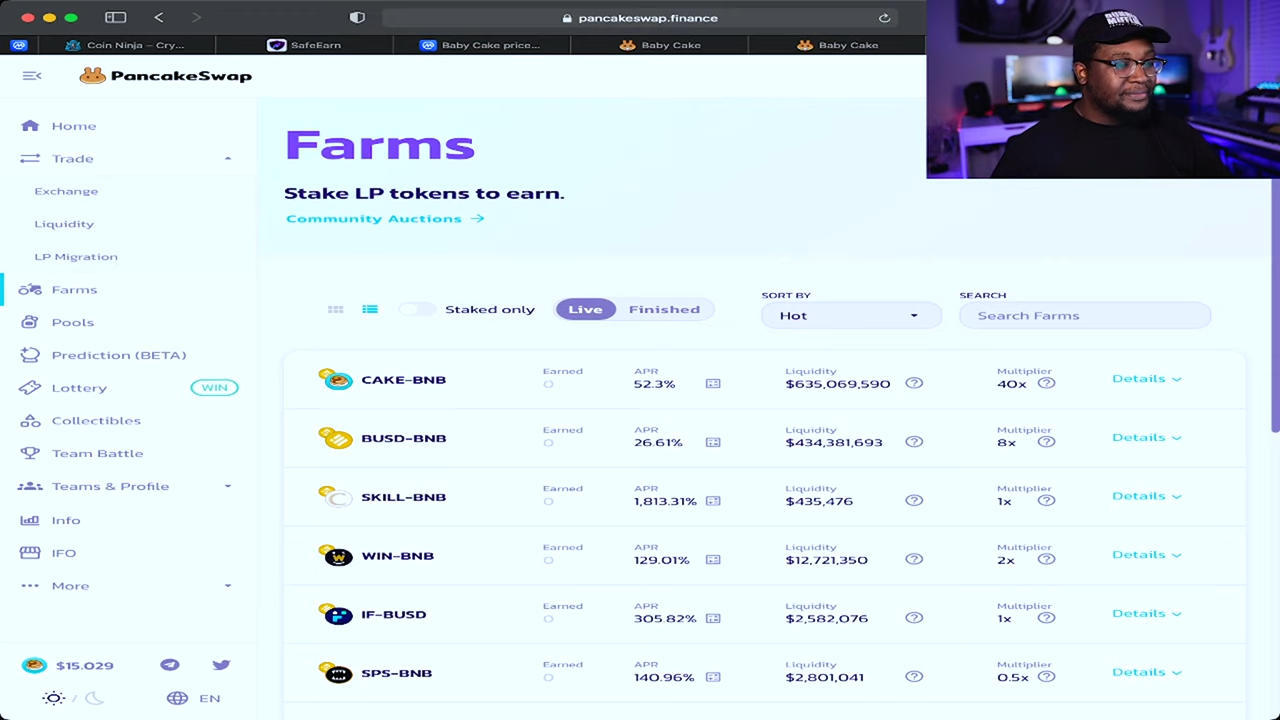 pancakeswap.finance
Coin Ninja – Cry...
SafeEarn
Baby Cake price...
Baby Cake
Baby Cake
PancakeSwap
Home
Trade
Exchange
Liquidity
LP Migration
Farms
Pools
Prediction (BETA)
Lottery
WIN
Collectibles
Team Battle
Teams & Profile
Info
IFO
More
$15.029
/
EN
Farms
Stake LP tokens to earn.
Community Auctions
Staked only
Live
Finished
SORT BY
Hot
SEARCH
Search Farms
CAKE-BNB
Earned
0
APR
52.3%
Liquidity
$635,069,590
?
Multiplier
40x
?
Details
BUSD-BNB
Earned
0
APR
26.61%
Liquidity
$434,381,693
?
Multiplier
8x
?
Details
SKILL-BNB
Earned
0
APR
1,813.31%
Liquidity
$435,476
?
Multiplier
1x
?
Details
WIN-BNB
Earned
0
APR
129.01%
Liquidity
$12,721,350
?
Multiplier
2x
?
Details
IF-BUSD
Earned
0
APR
305.82%
Liquidity
$2,582,076
?
Multiplier
1x
?
Details
SPS-BNB
Earned
0
APR
140.96%
Liquidity
$2,801,041
?
Multiplier
0.5x
?
Details